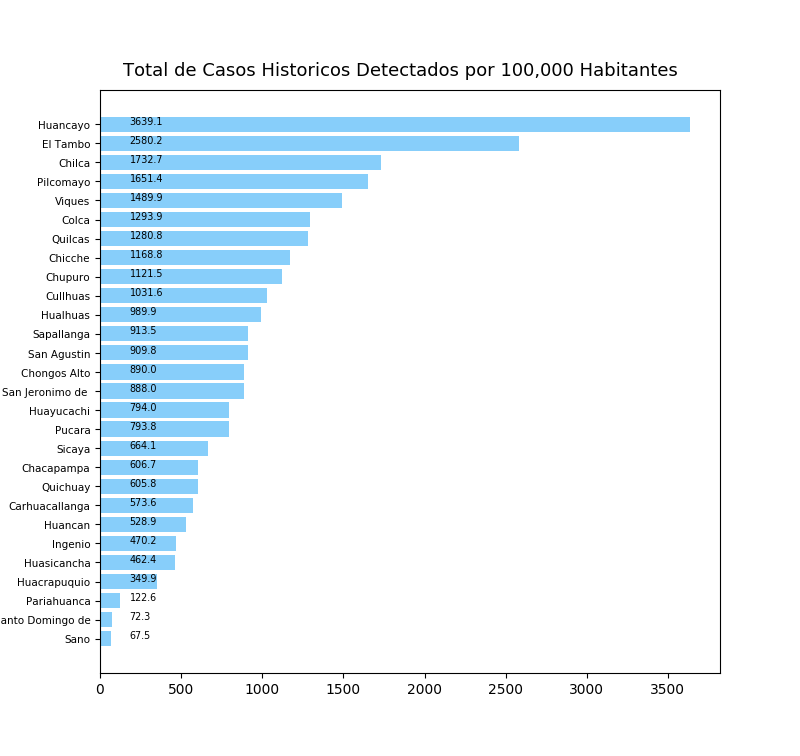 Total de Casos Historicos Detectados por 100,000 Habitantes
Huancayo 3639.1
El Tambo 2580.2
Chilca 1732.7
Pilcomayo 1651.4
Viques 1489.9
Colca 1293.9
Quilcas 1280.8
Chicche 1168.8
Chupuro 1121.5
Cullhuas 1031.6
Hualhuas 989.9
Sapallanga 913.5
San Agustin 909.8
Chongos Alto 890.0
San Jeronimo de 888.0
Huayucachi 794.0
Pucara 793.8
Sicaya 664.1
Chacapampa 606.7
Quichuay 605.8
Carhuacallanga 573.6
Huancan 528.9
Ingenio 470.2
Huasicancha 462.4
Huacrapuquio 349.9
Pariahuanca 122.6
anto Domingo de 72.3
Sano 67.5
0 500 1000 1500 2000 2500 3000 3500